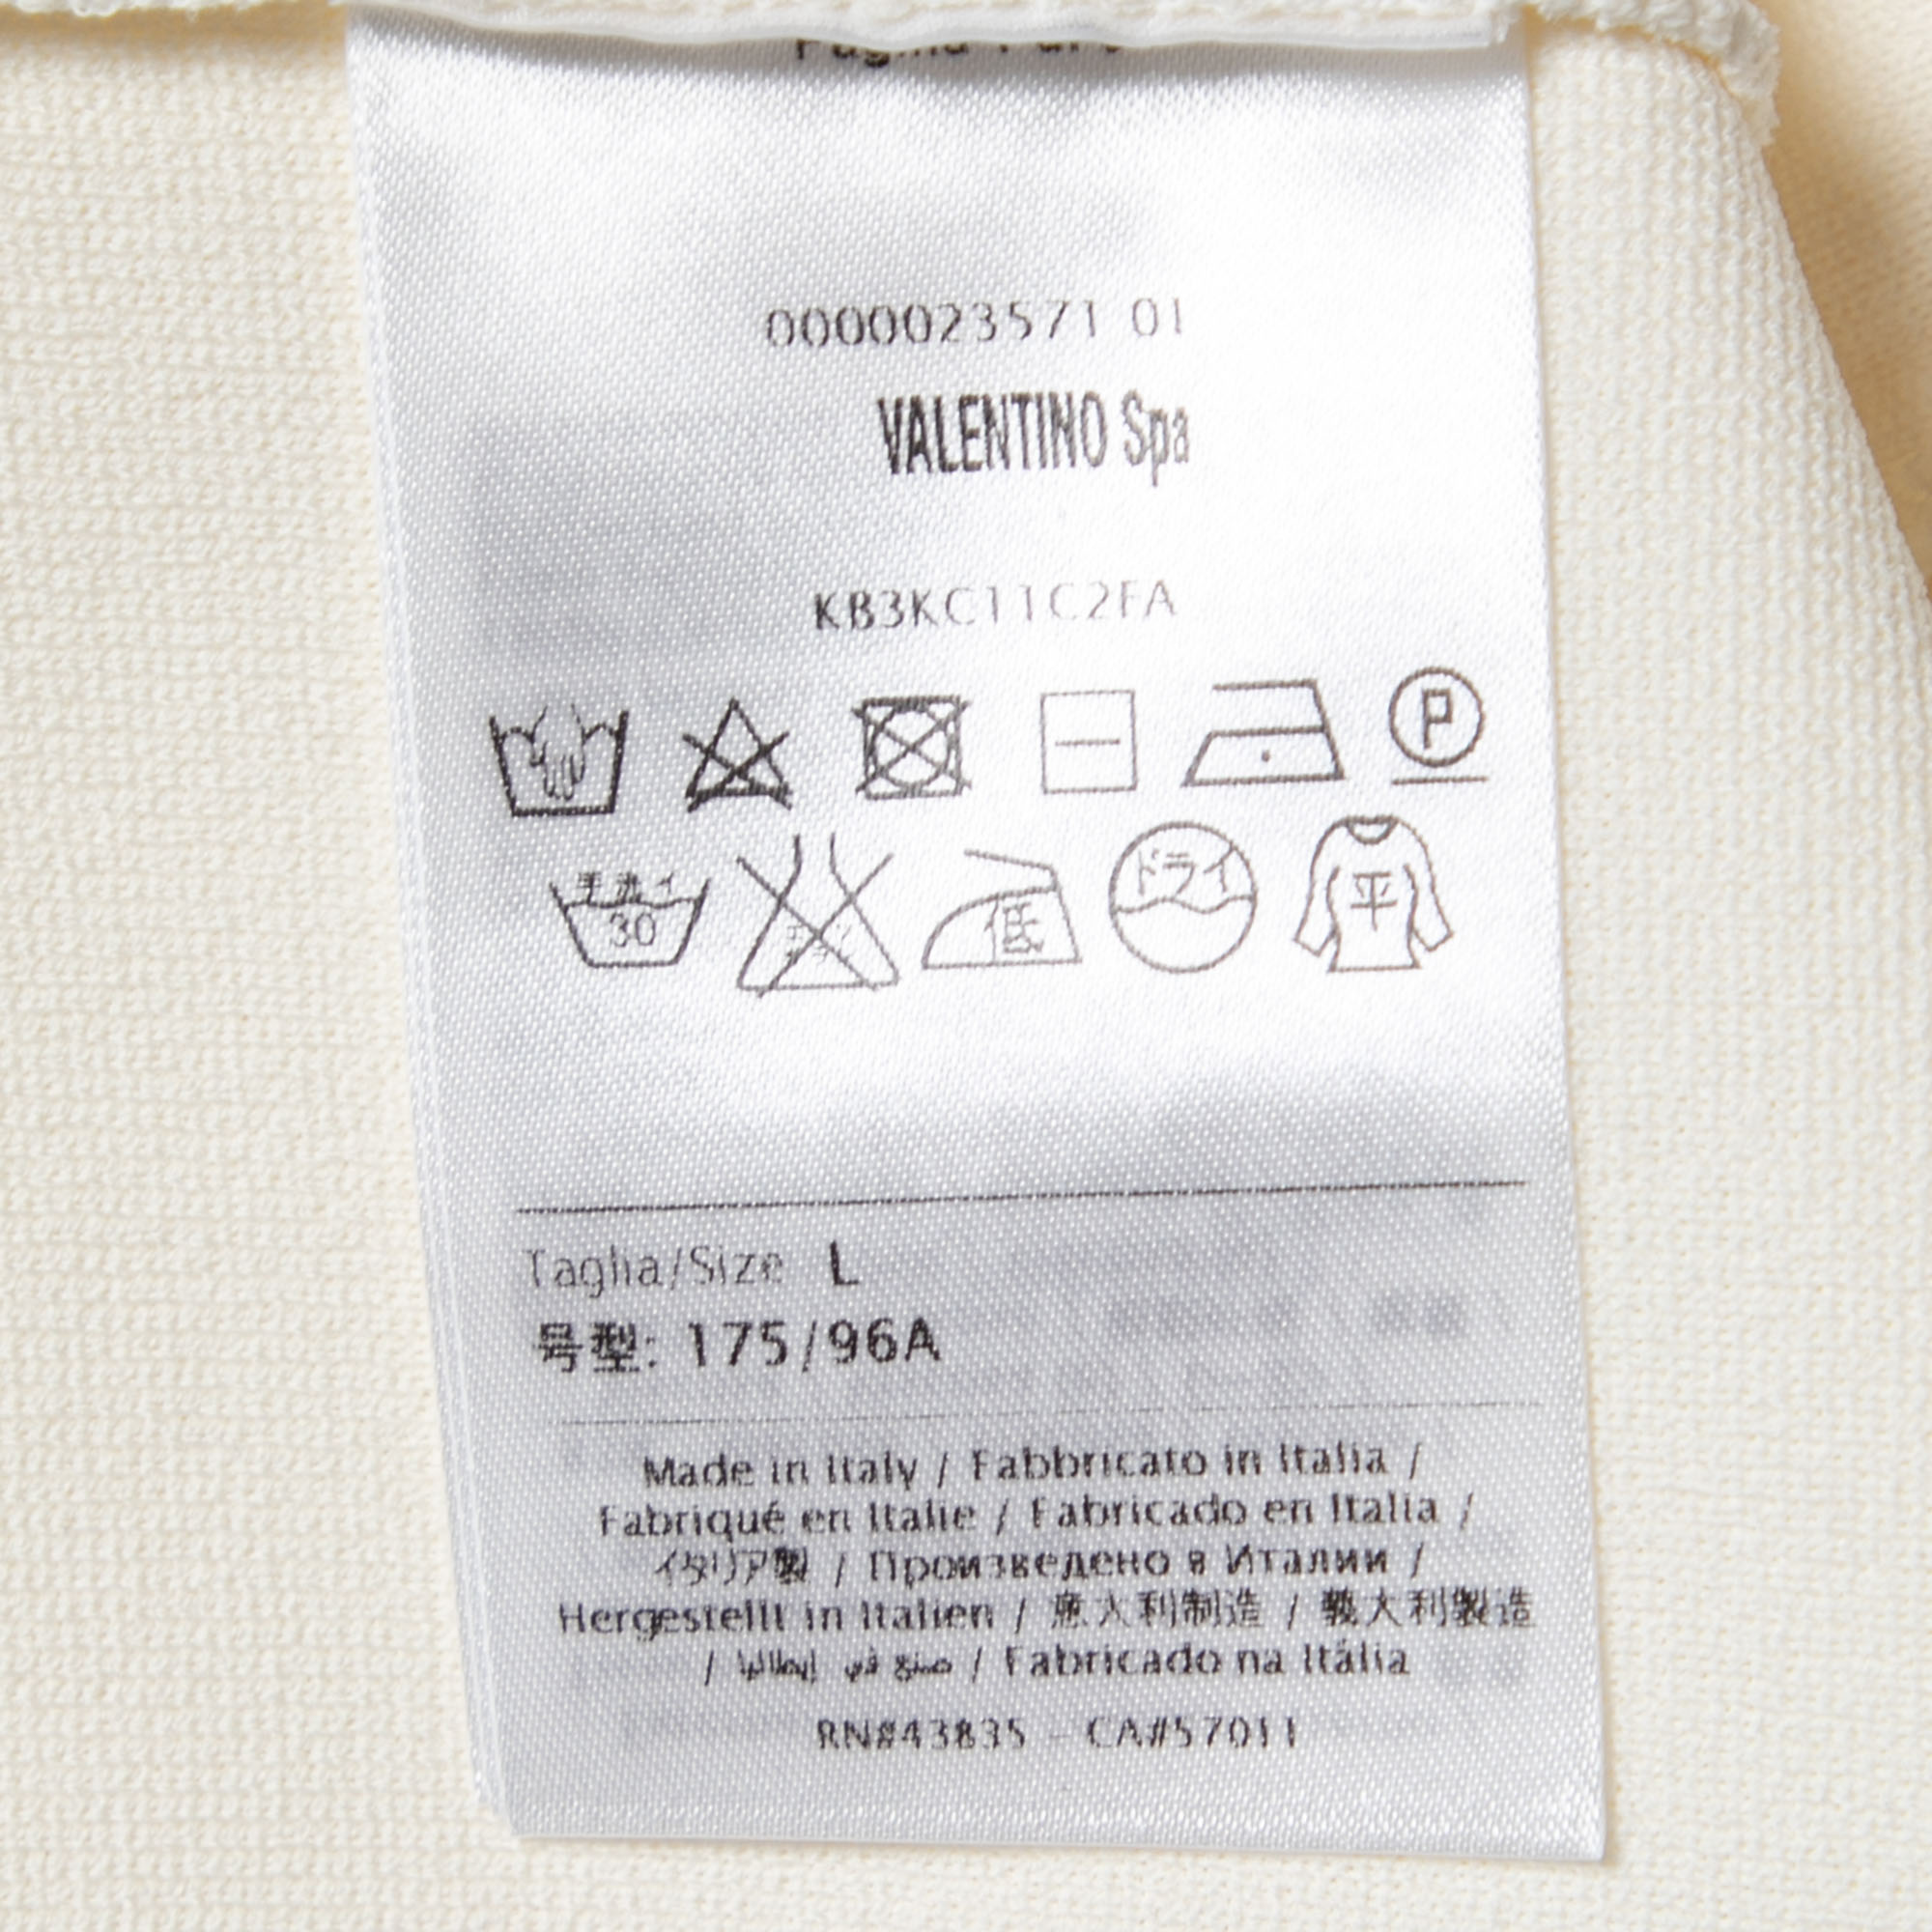 0000023571 01
VALENTINO Spa
KB3KC11C2FA
P
手洗イ
30
低
ドライ
平
Taglia/Size L
号型: 175/96A
Made in Italy / Fabbricato in Italia /
Fabriqué en Italie / Fabricado en Italia /
イタリア製 / Произведено в Италии /
Hergestellt in Italien / 意大利制造 / 義大利製造
/ صنع في إيطاليا / Fabricado na Itália
RN#43835 - CA#57011